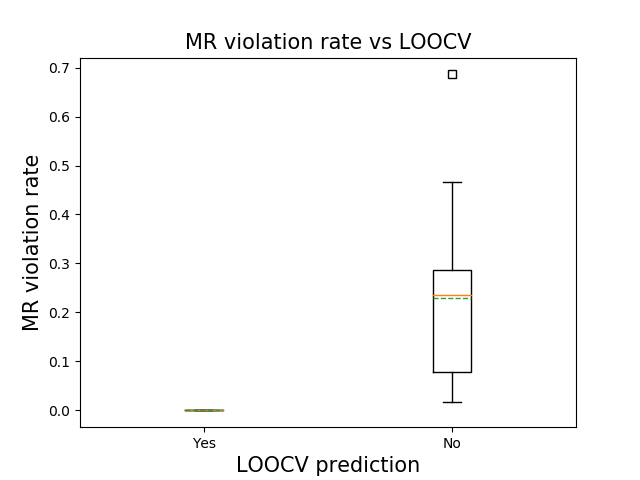 MR violation rate vs LOOCV
MR violation rate
0.7
0.6
0.5
0.4
0.3
0.2
0.1
0.0
Yes
No
LOOCV prediction